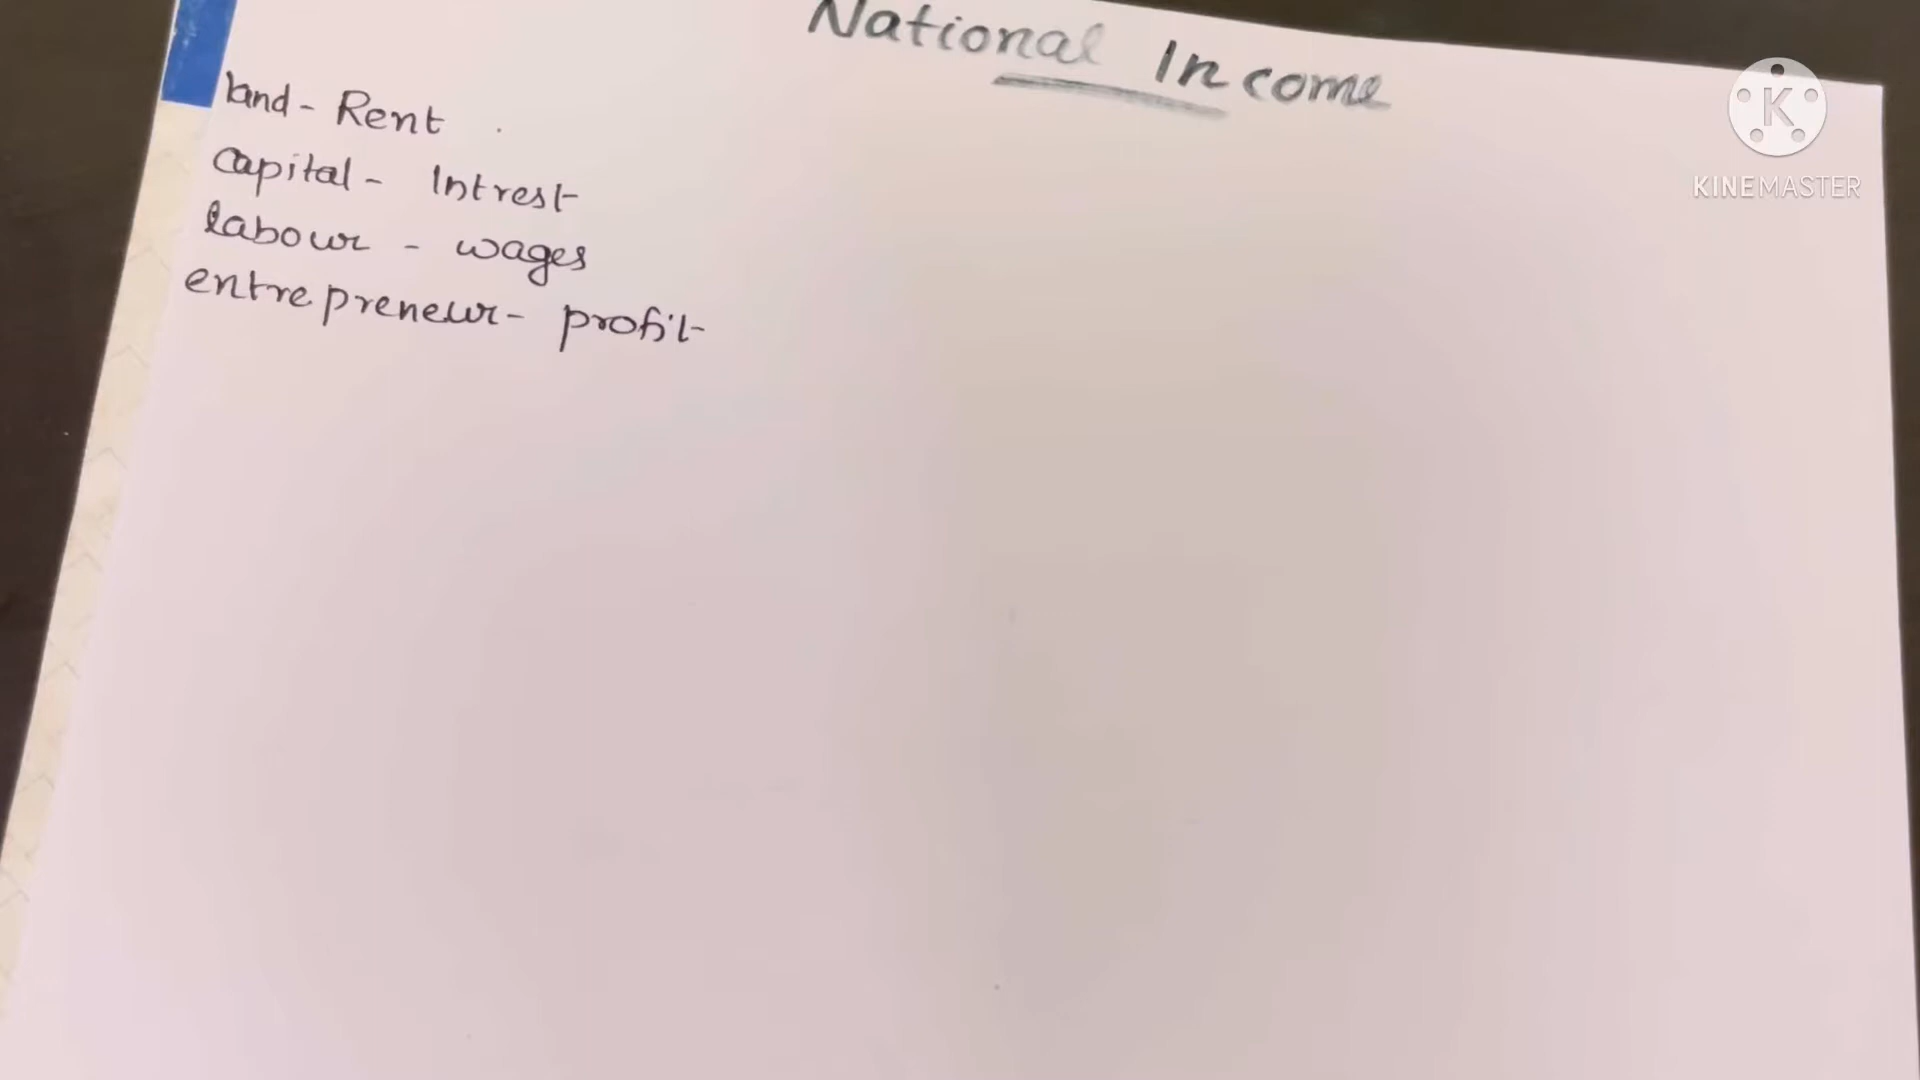 National Income
land - Rent
Capital - Intrest
labour - wages
entrepreneur - profit
KINEMASTER